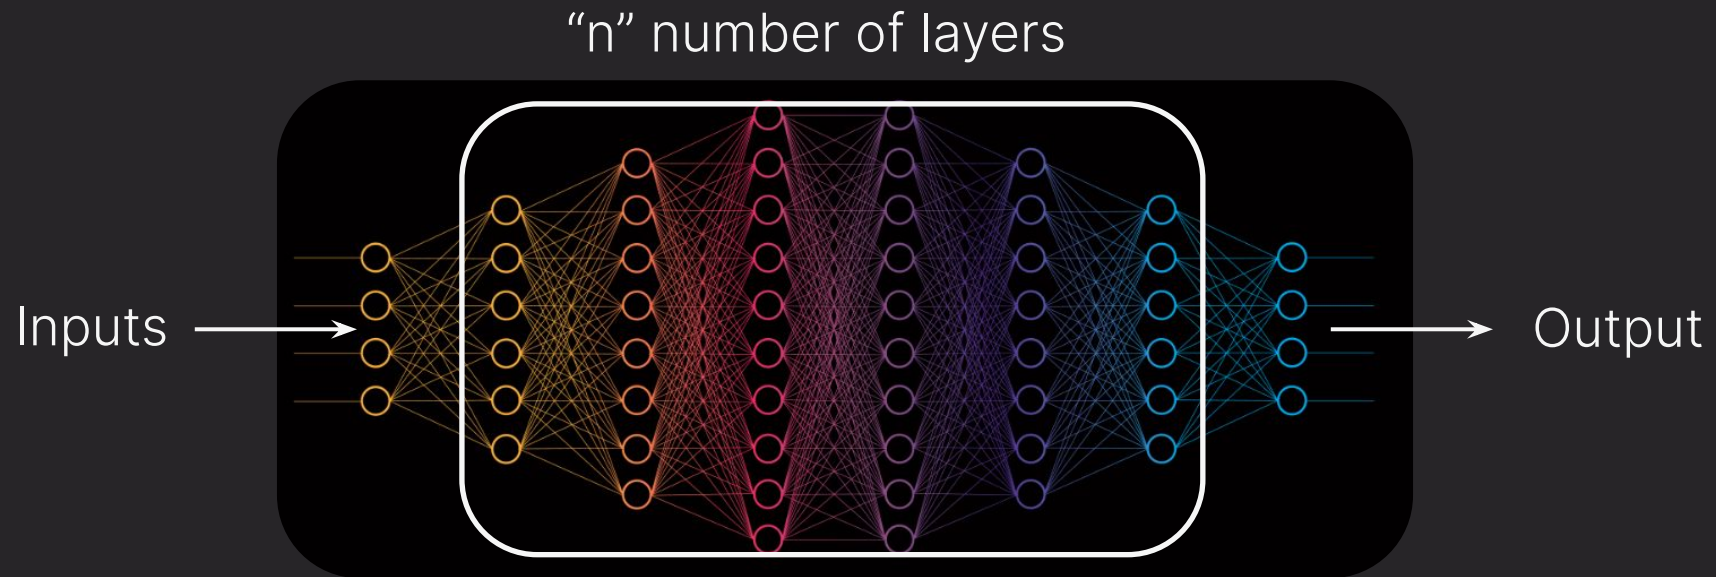 “n” number of layers
Inputs
Output